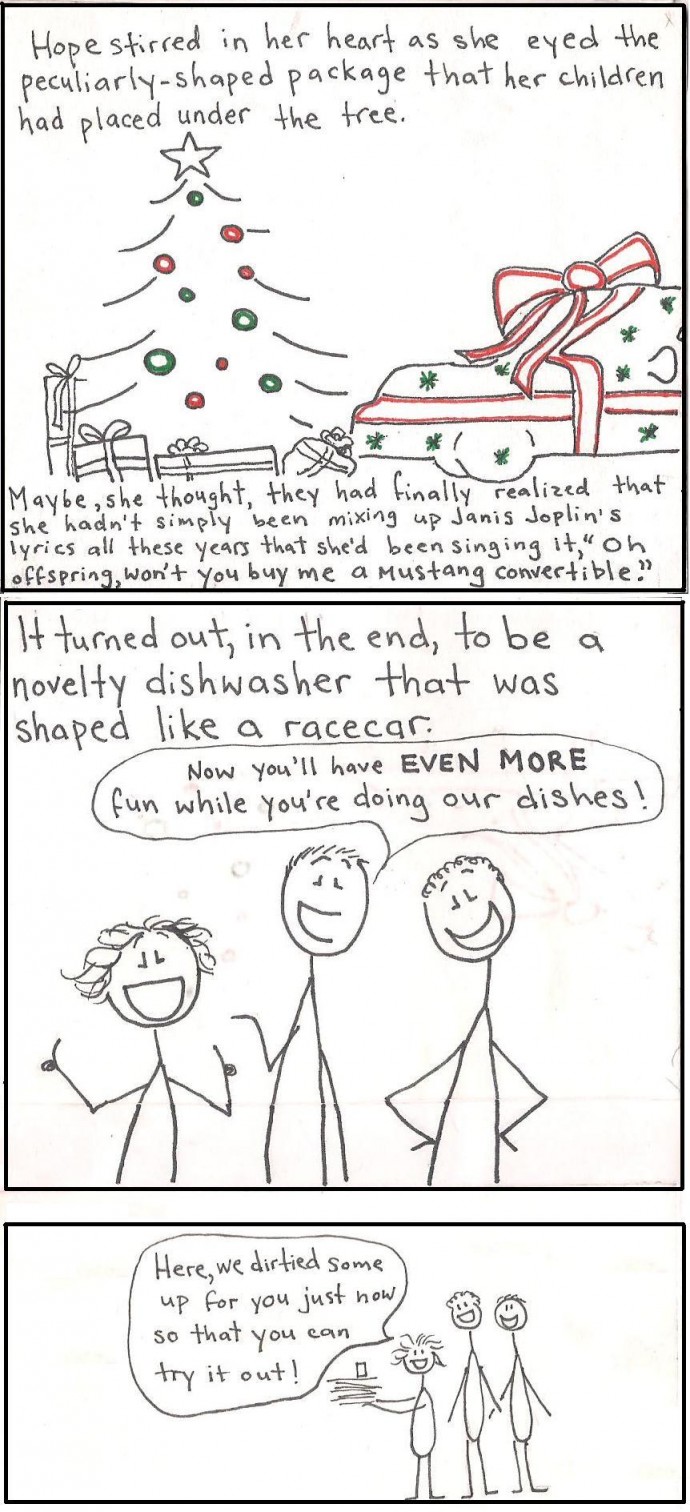 Hope stirred in her heart as she eyed the
peculiarly-shaped package that her children
had placed under the tree.
Maybe, she thought, they had finally realized that
she hadn't simply been mixing up Janis Joplin's
lyrics all these years that she'd been singing it, "Oh
offspring, won't you buy me a Mustang convertible."
It turned out, in the end, to be a
novelty dishwasher that was
shaped like a racecar.
Now you'll have EVEN MORE
fun while you're doing our dishes!
Here, we dirtied some
up for you just now
so that you can
try it out!